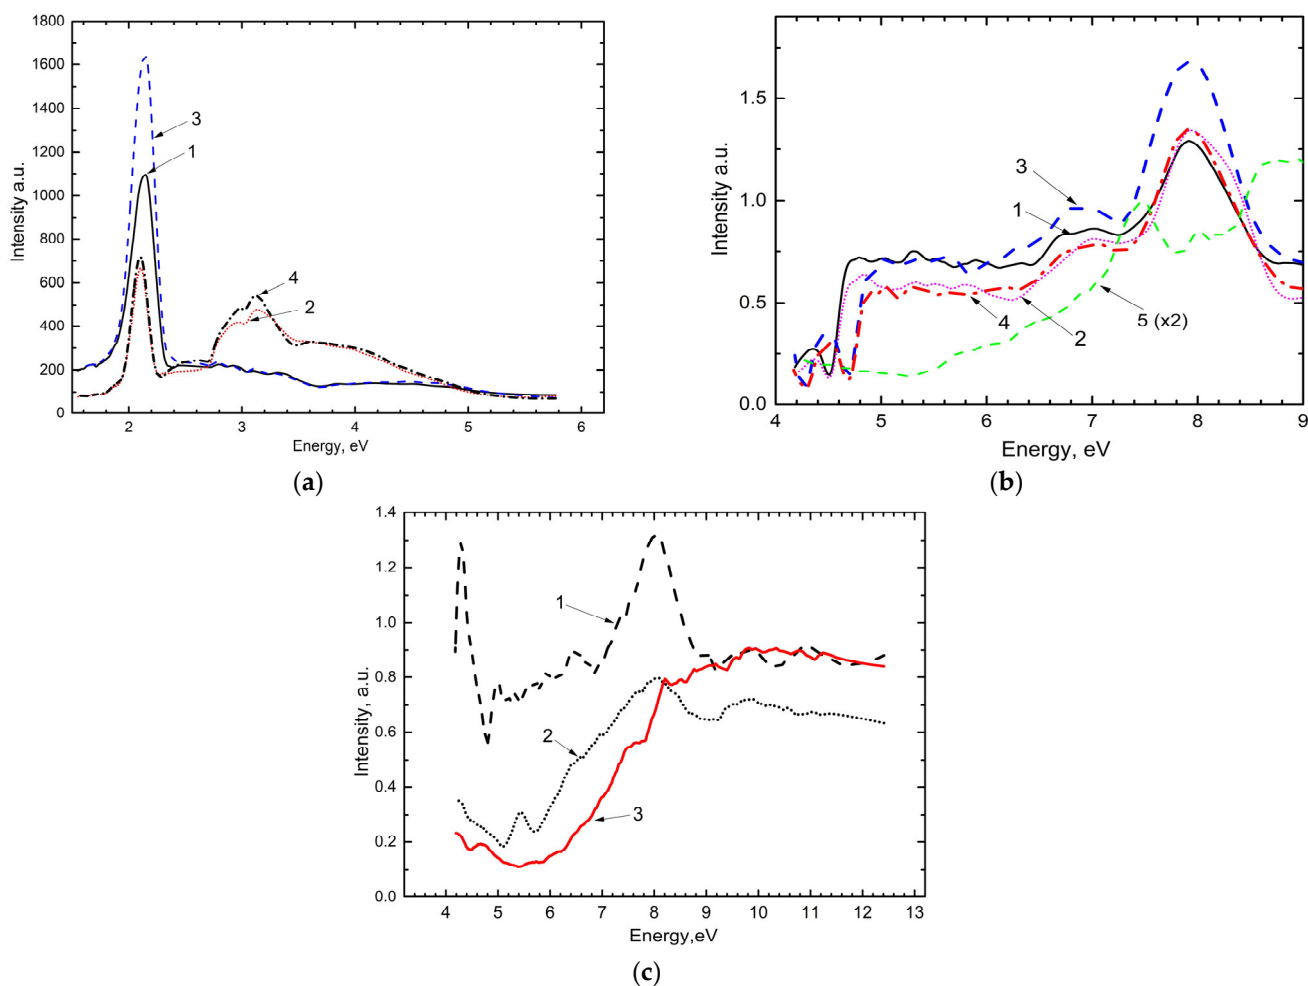 1800
1600
1400
1200
1000
800
600
400
200
0
Intensity a.u.
3
1
4
2
2 3 4 5 6
Energy, eV
(a)
1.5
1.0
0.5
0.0
Intensity a.u.
3
1
4
2
5 (x2)
4 5 6 7 8 9
Energy, eV
(b)
1.4
1.2
1.0
0.8
0.6
0.4
0.2
0.0
Intensity, a.u.
1
2
3
4 5 6 7 8 9 10 11 12 13
Energy,eV
(c)